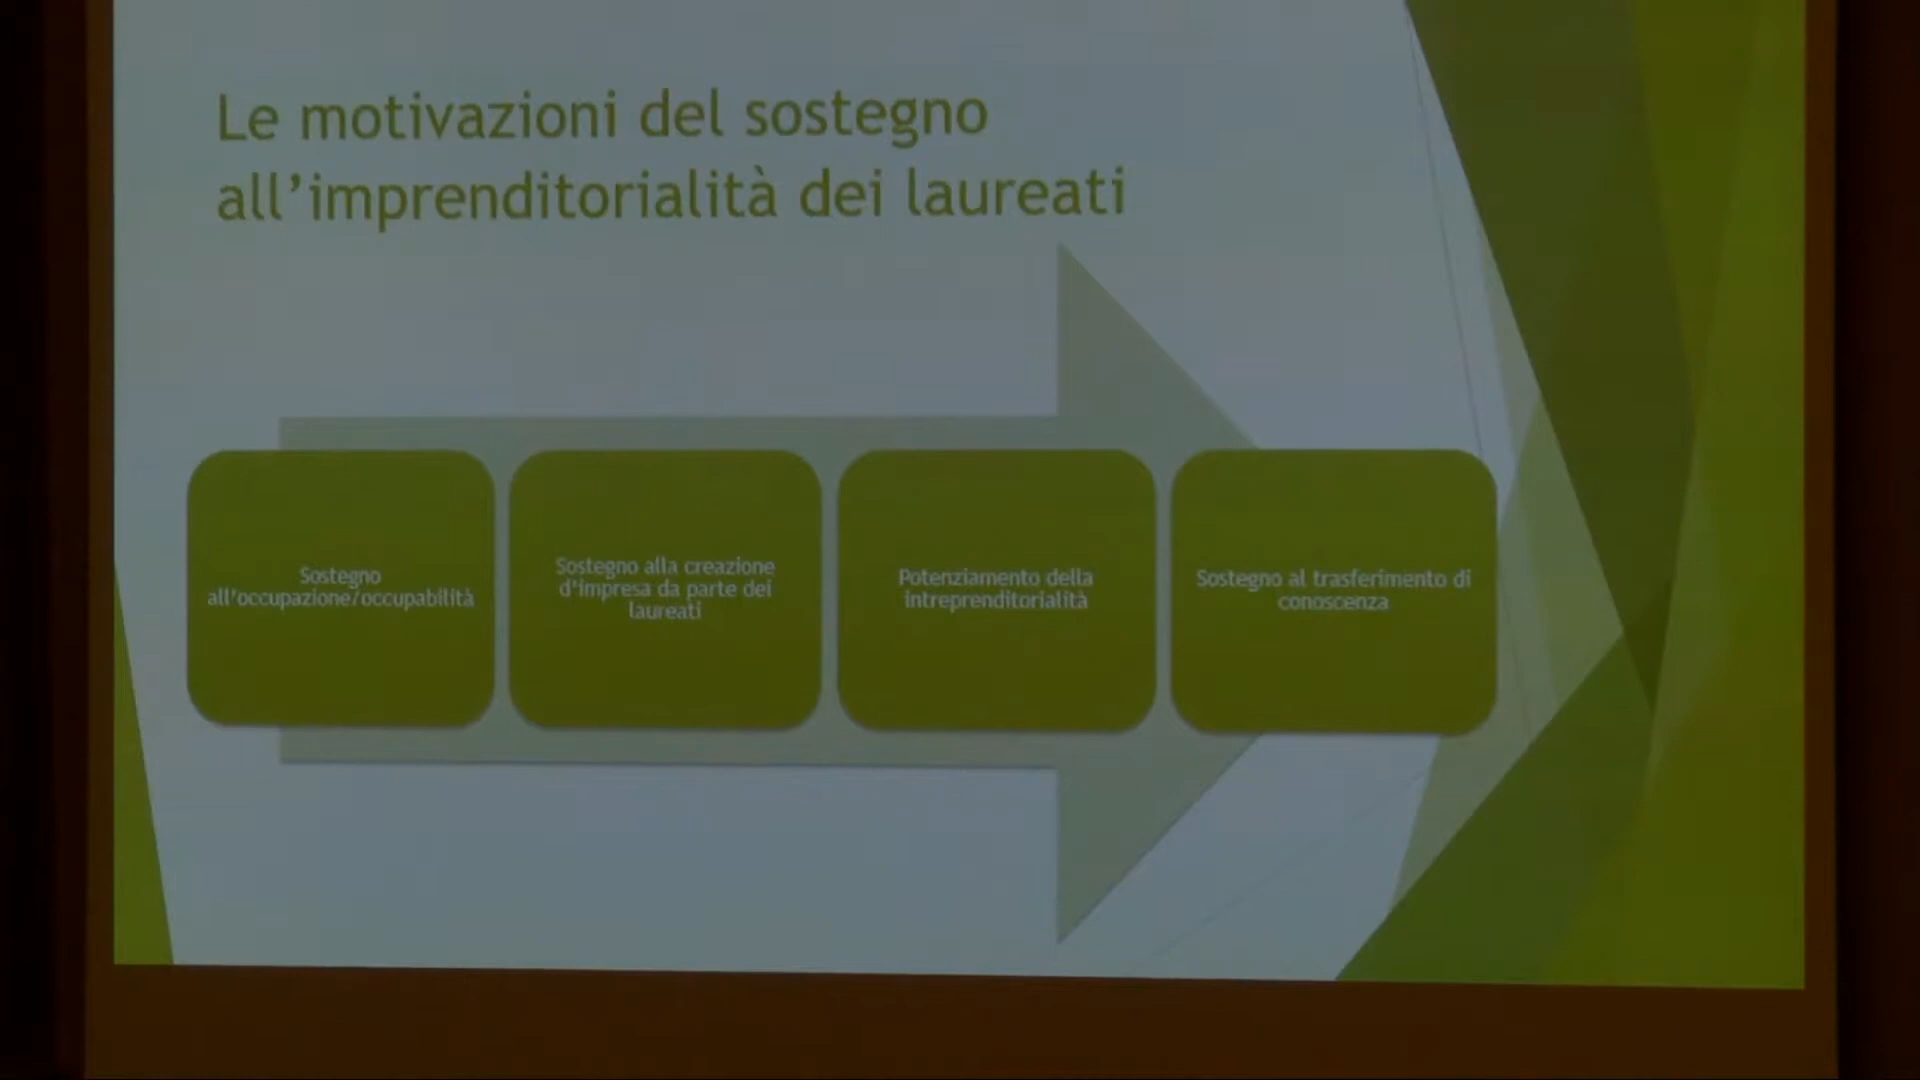 Le motivazioni del sostegno
all’imprenditorialità dei laureati
Sostegno
all'occupazione/occupabilità
Sostegno alla creazione
d'impresa da parte dei
laureati
Potenziamento della
intreprenditorialità
Sostegno al trasferimento di
conoscenza